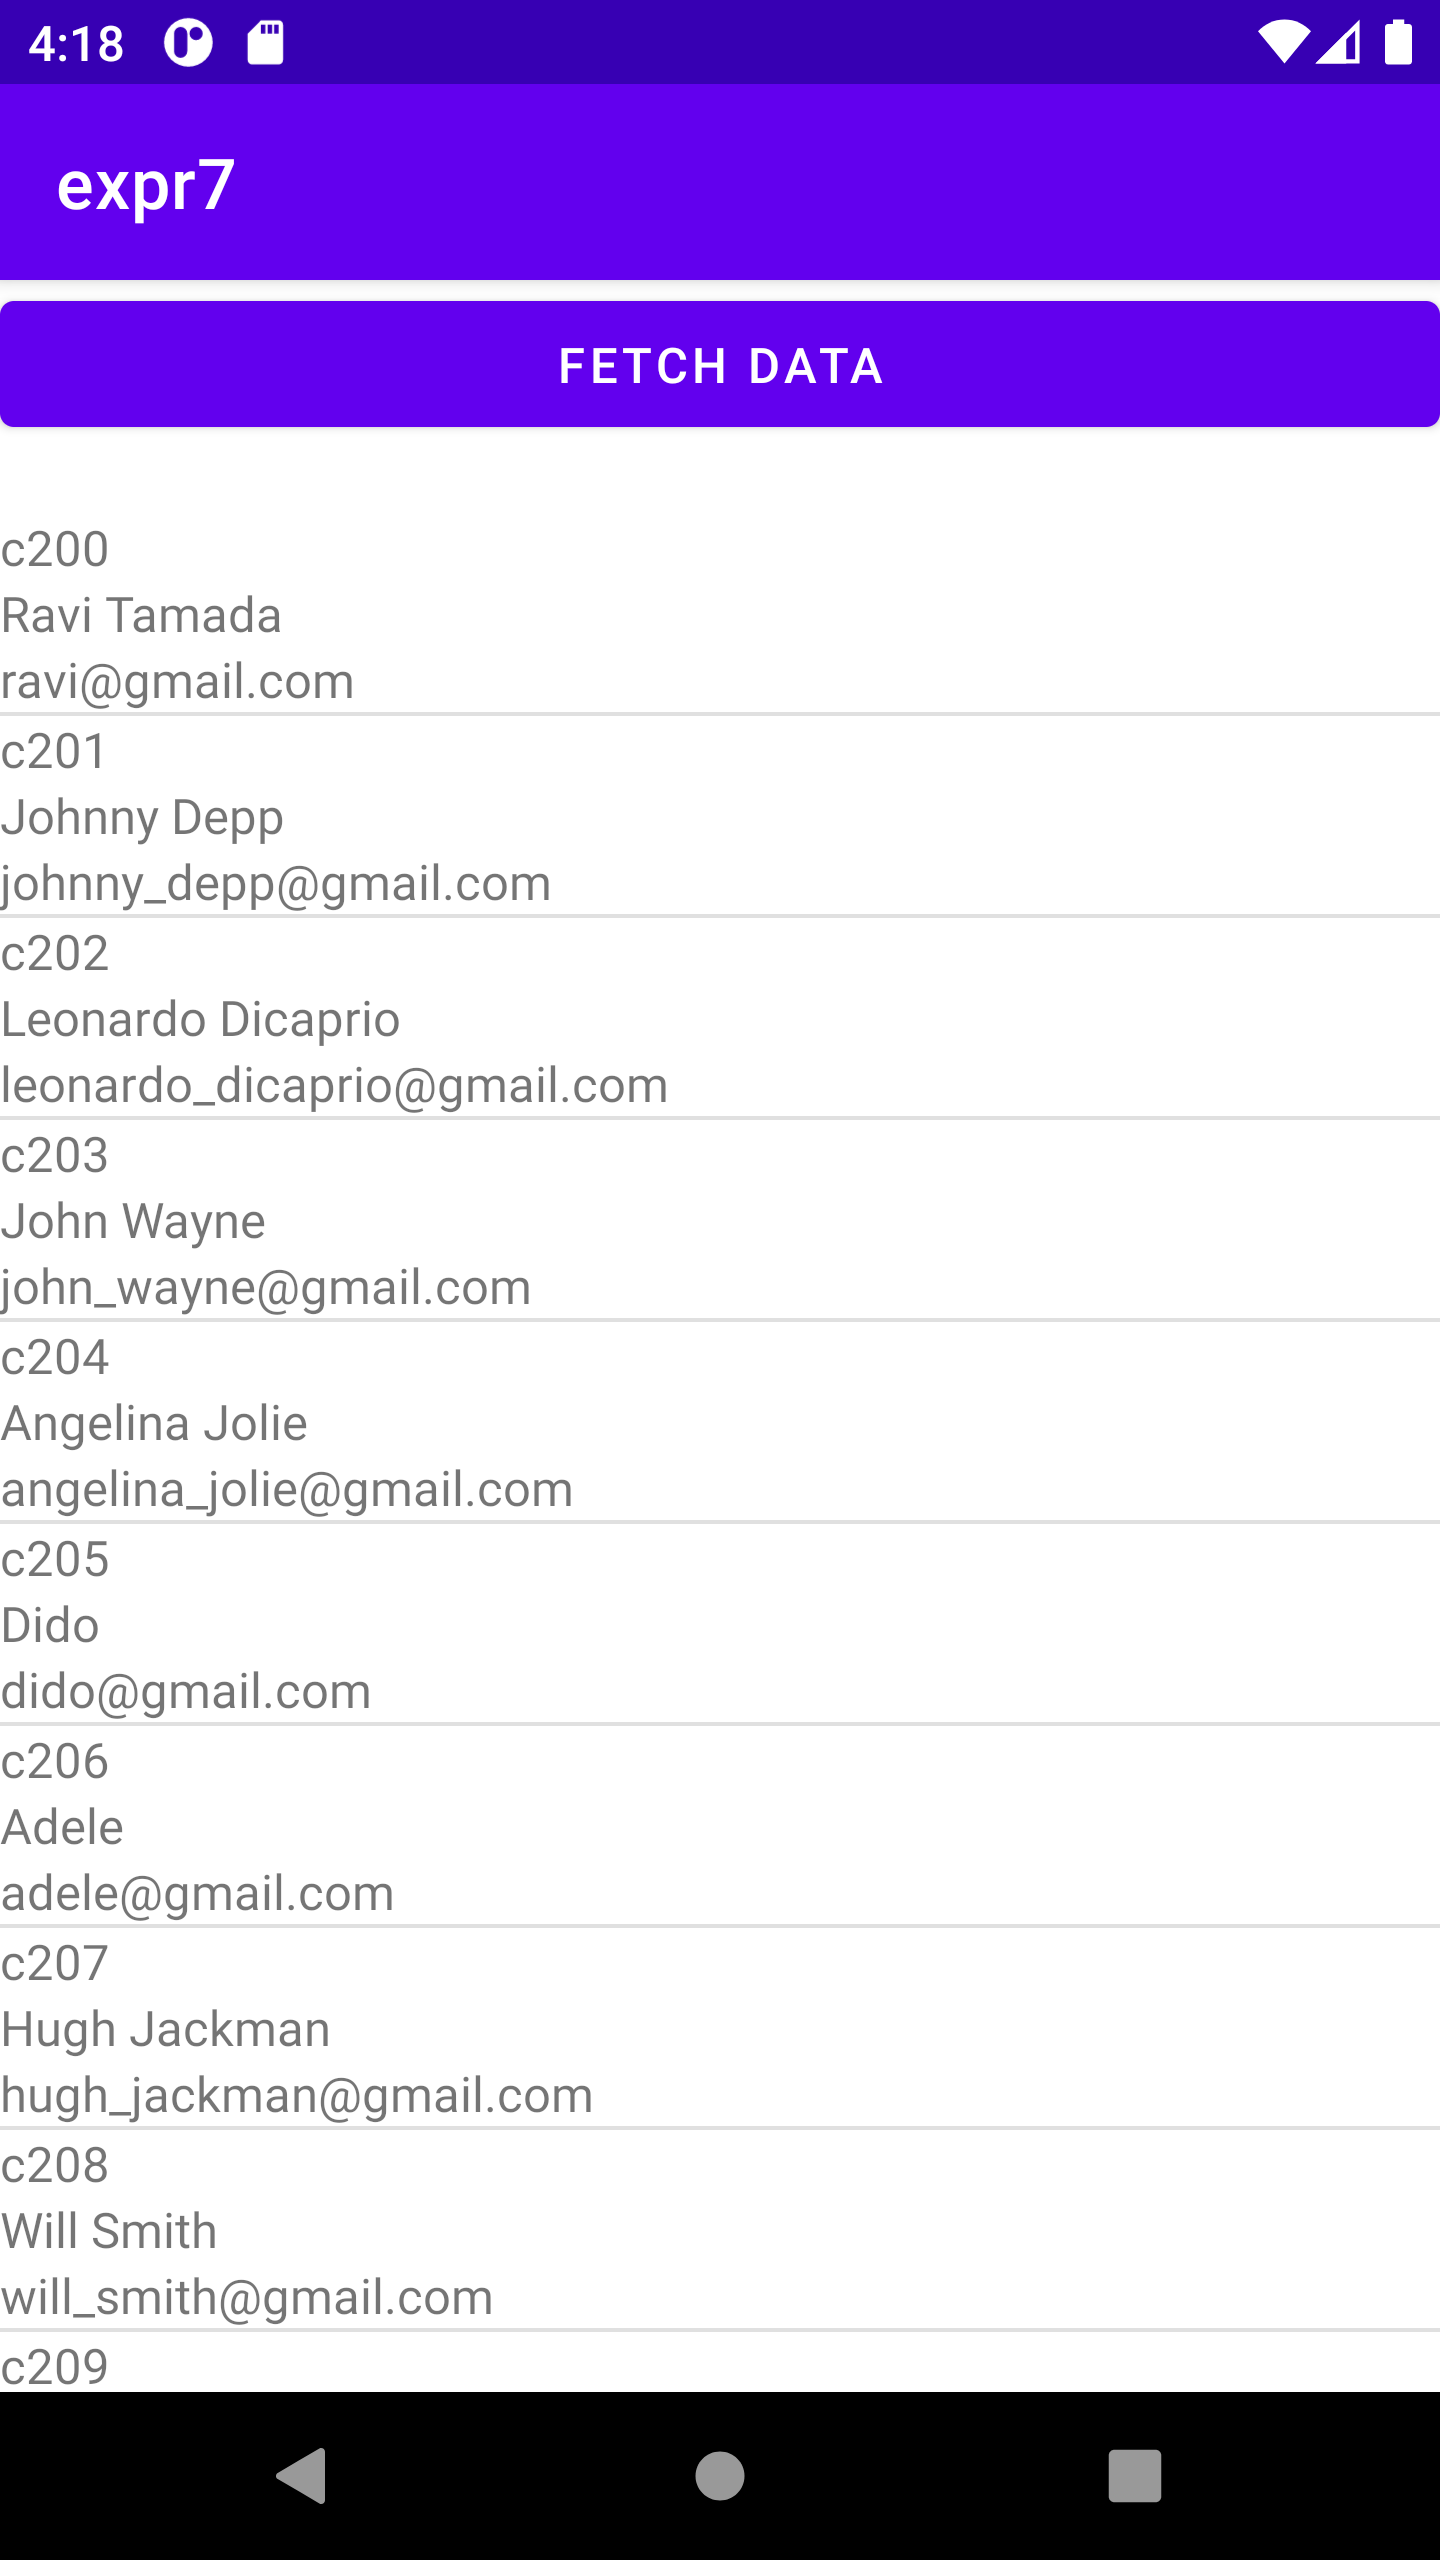 4:18
expr7
FETCH DATA
c200
Ravi Tamada
ravi@gmail.com
c201
Johnny Depp
johnny_depp@gmail.com
c202
Leonardo Dicaprio
leonardo_dicaprio@gmail.com
c203
John Wayne
john_wayne@gmail.com
c204
Angelina Jolie
angelina_jolie@gmail.com
c205
Dido
dido@gmail.com
c206
Adele
adele@gmail.com
c207
Hugh Jackman
hugh_jackman@gmail.com
c208
Will Smith
will_smith@gmail.com
c209